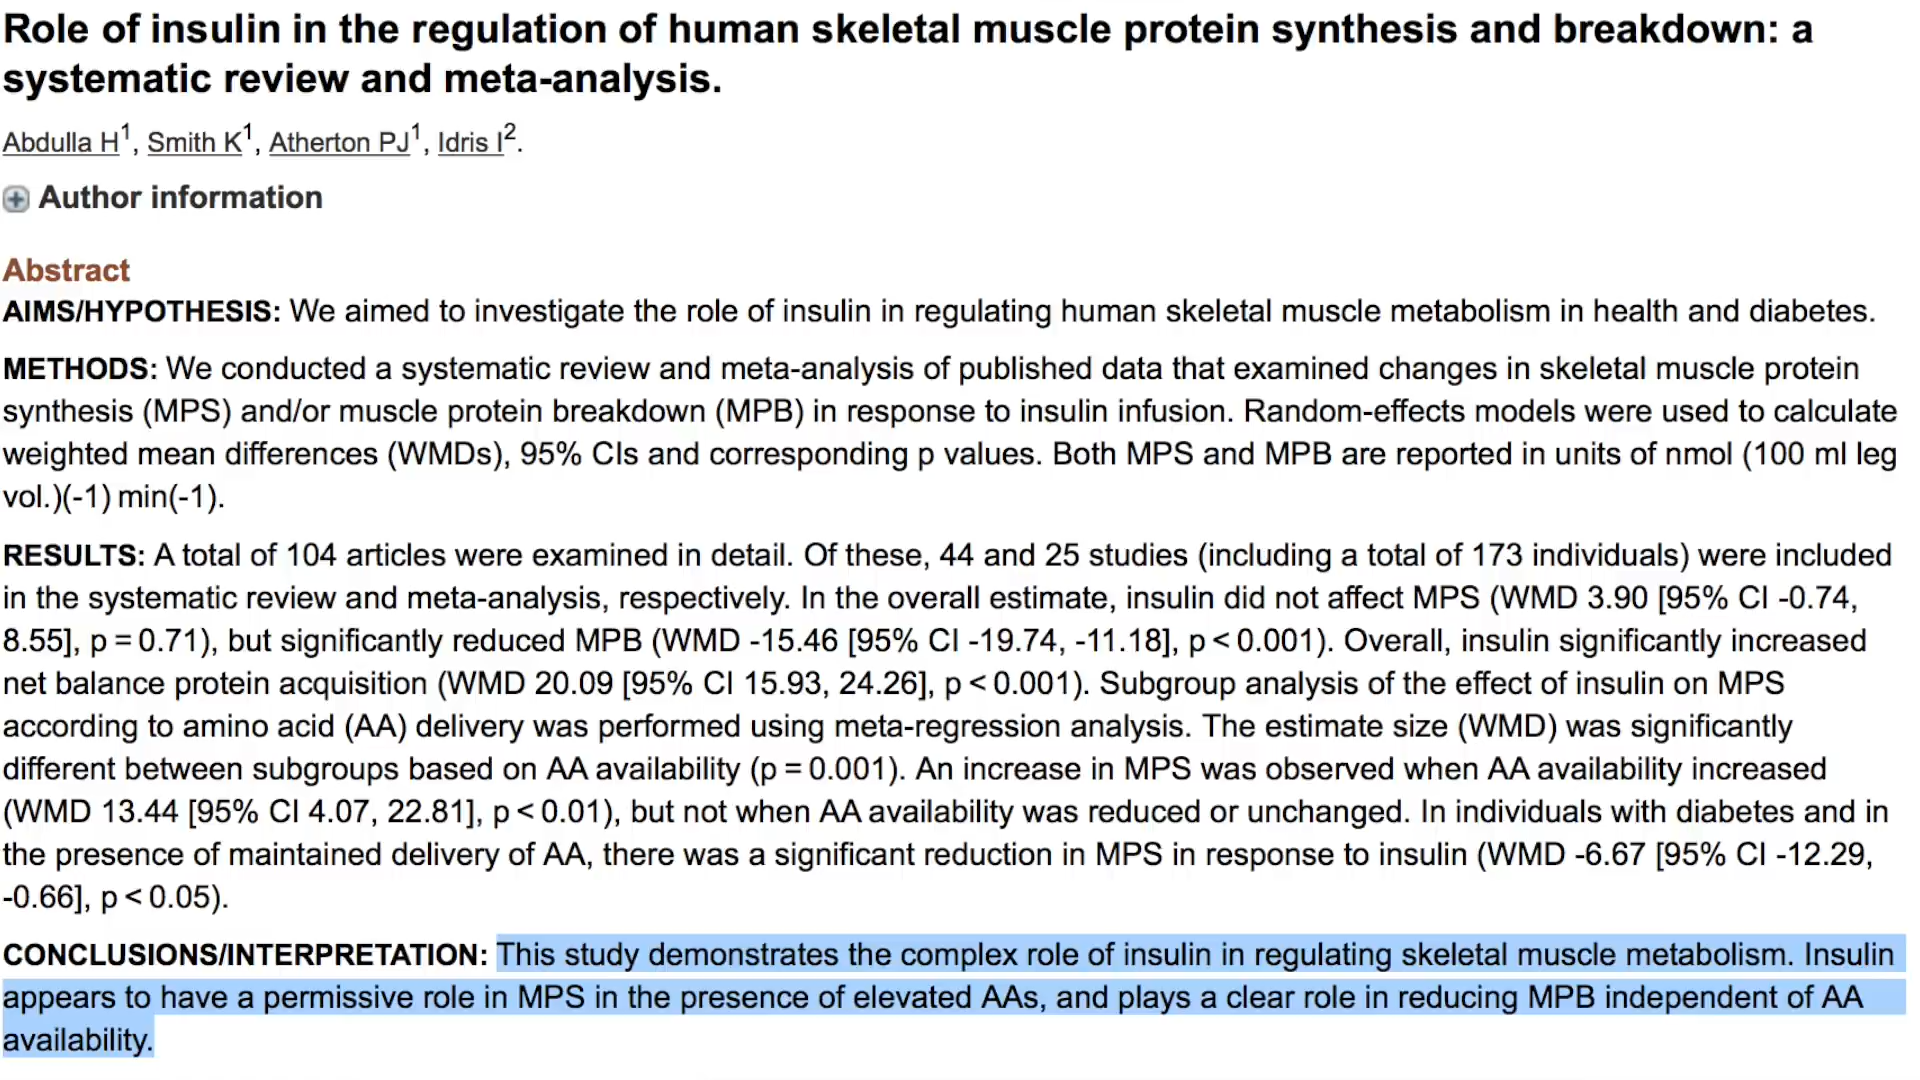 Role of insulin in the regulation of human skeletal muscle protein synthesis and breakdown: a
systematic review and meta-analysis.
Abdulla H1, Smith K1, Atherton PJ1, Idris I2.
Author information
Abstract
AIMS/HYPOTHESIS: We aimed to investigate the role of insulin in regulating human skeletal muscle metabolism in health and diabetes.
METHODS: We conducted a systematic review and meta-analysis of published data that examined changes in skeletal muscle protein
synthesis (MPS) and/or muscle protein breakdown (MPB) in response to insulin infusion. Random-effects models were used to calculate
weighted mean differences (WMDs), 95% CIs and corresponding p values. Both MPS and MPB are reported in units of nmol (100 ml leg
vol.)(-1) min(-1).
RESULTS: A total of 104 articles were examined in detail. Of these, 44 and 25 studies (including a total of 173 individuals) were included
in the systematic review and meta-analysis, respectively. In the overall estimate, insulin did not affect MPS (WMD 3.90 [95% CI -0.74,
8.55], p = 0.71), but significantly reduced MPB (WMD -15.46 [95% CI -19.74, -11.18], p < 0.001). Overall, insulin significantly increased
net balance protein acquisition (WMD 20.09 [95% CI 15.93, 24.26], p < 0.001). Subgroup analysis of the effect of insulin on MPS
according to amino acid (AA) delivery was performed using meta-regression analysis. The estimate size (WMD) was significantly
different between subgroups based on AA availability (p = 0.001). An increase in MPS was observed when AA availability increased
(WMD 13.44 [95% CI 4.07, 22.81], p < 0.01), but not when AA availability was reduced or unchanged. In individuals with diabetes and in
the presence of maintained delivery of AA, there was a significant reduction in MPS in response to insulin (WMD -6.67 [95% CI -12.29,
-0.66], p < 0.05).
CONCLUSIONS/INTERPRETATION: This study demonstrates the complex role of insulin in regulating skeletal muscle metabolism. Insulin
appears to have a permissive role in MPS in the presence of elevated AAs, and plays a clear role in reducing MPB independent of AA
availability.